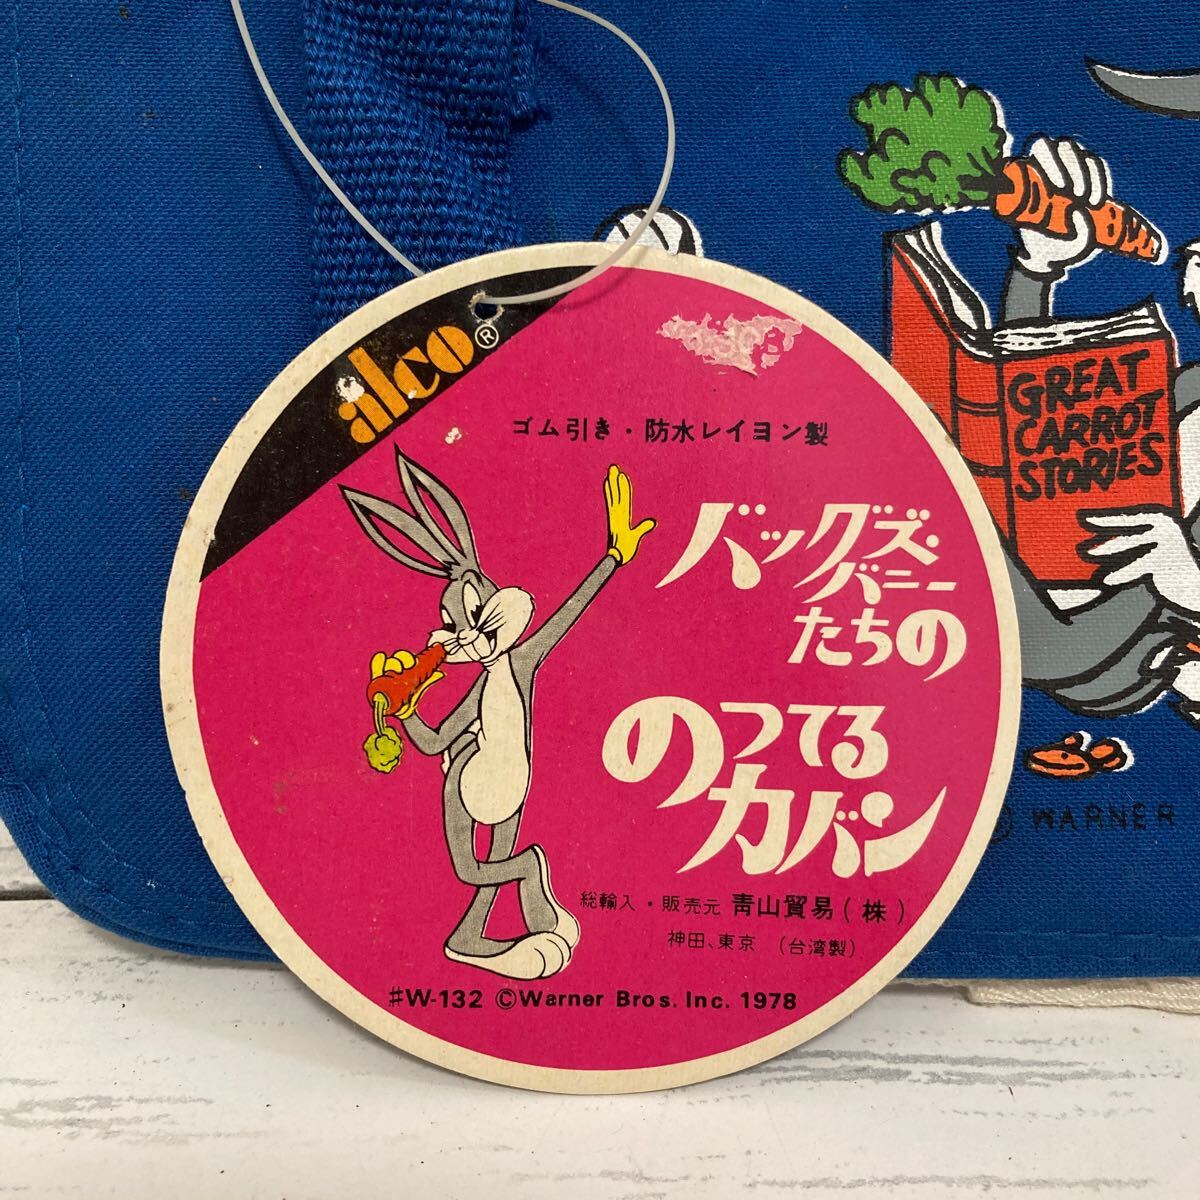 alco®
ゴム引き・防水レイヨン製
バックズ・
バニー
たちの
のってる
カバン
総輸入・販売元 青山貿易(株)
神田、東京 (台湾製)
#W-132 ©Warner Bros. Inc. 1978
GREAT
CARROT
STORIES
© WARNER